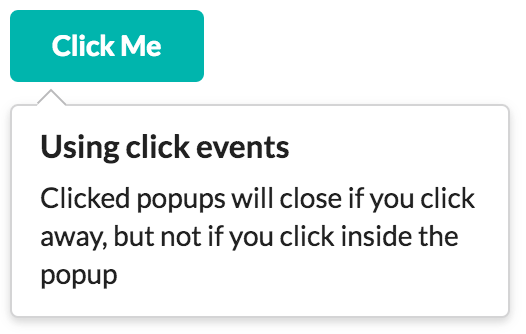 Click Me
Using click events
Clicked popups will close if you click
away, but not if you click inside the
popup